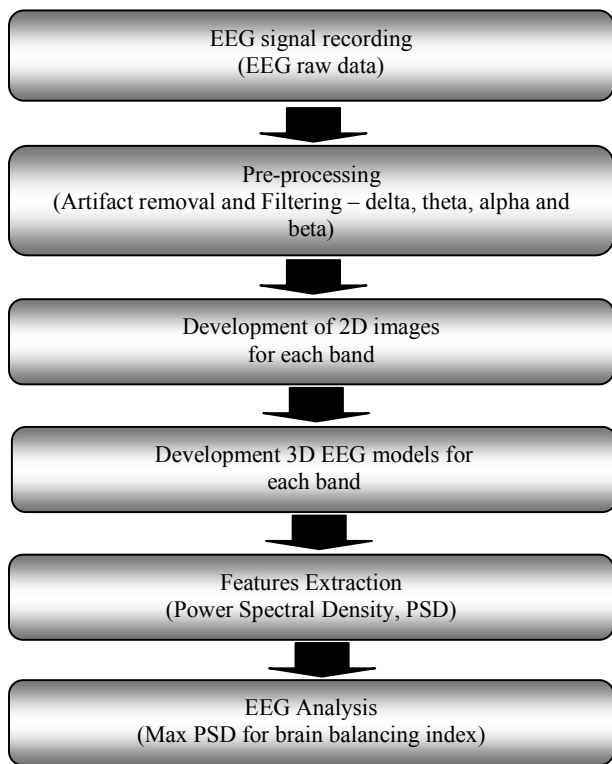 EEG signal recording
(EEG raw data)
Pre-processing
(Artifact removal and Filtering – delta, theta, alpha and
beta)
Development of 2D images
for each band
Development 3D EEG models for
each band
Features Extraction
(Power Spectral Density, PSD)
EEG Analysis
(Max PSD for brain balancing index)